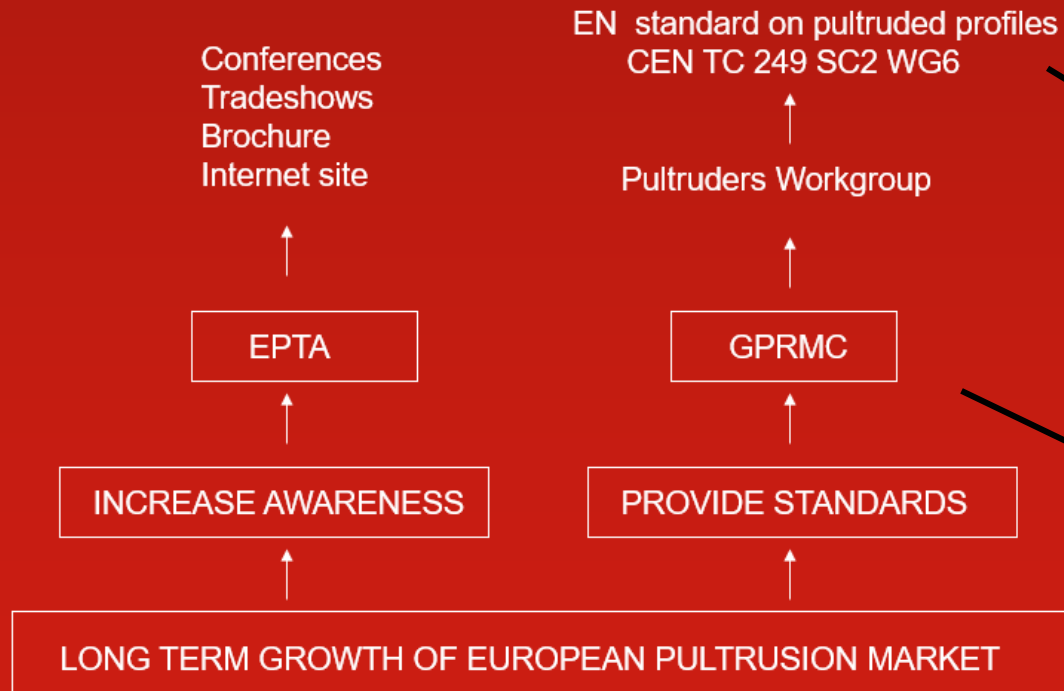 Conferences
Tradeshows
Brochure
Internet site
EN standard on pultruded profiles
CEN TC 249 SC2 WG6
Pultruders Workgroup
EPTA
GPRMC
INCREASE AWARENESS
PROVIDE STANDARDS
LONG TERM GROWTH OF EUROPEAN PULTRUSION MARKET